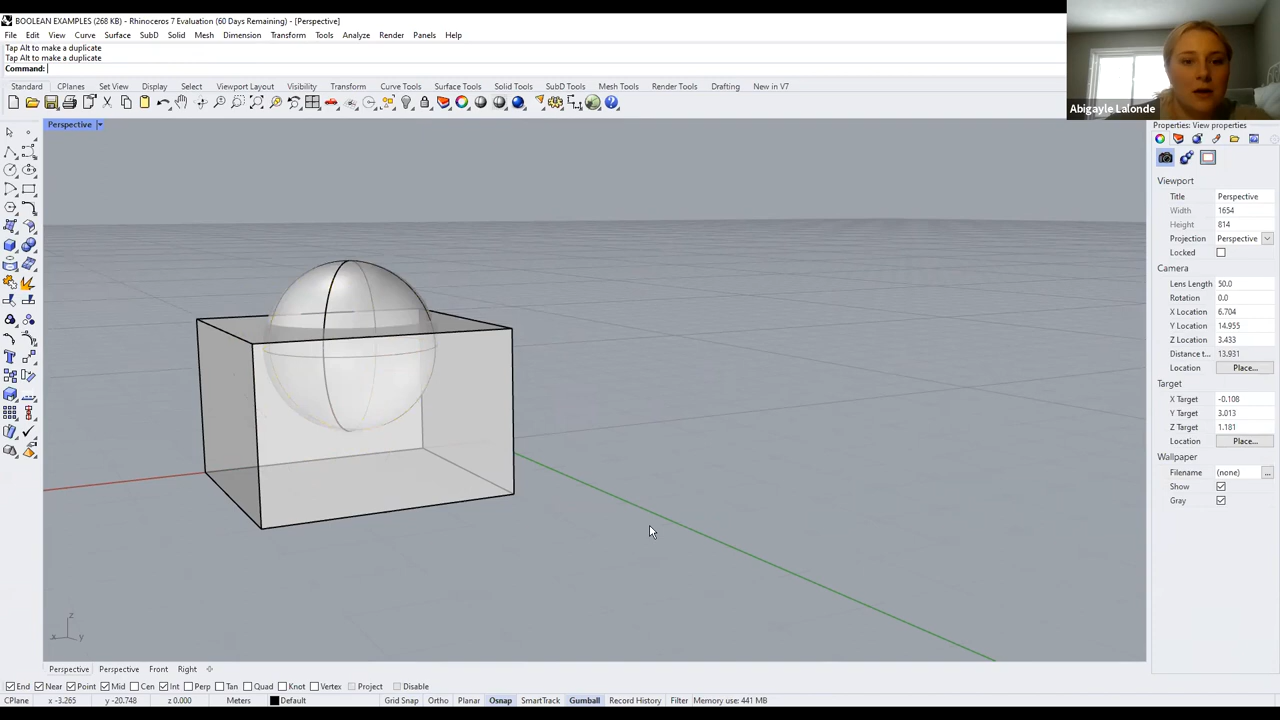 BOOLEAN EXAMPLES (268 KB) - Rhinoceros 7 Evaluation (60 Days Remaining) - [Perspective]
File Edit View Curve Surface SubD Solid Mesh Dimension Transform Tools Analyze Render Panels Help
Tap Alt to make a duplicate
Tap Alt to make a duplicate
Command:
Standard CPlanes Set View Display Select Viewport Layout Visibility Transform Curve Tools Surface Tools Solid Tools SubD Tools Mesh Tools Render Tools Drafting New in V7
Abigayle Lalonde
Perspective
Properties: View properties
Viewport
Title Perspective
Width 1654
Height 814
Projection Perspective
Locked
Camera
Lens Length 50.0
Rotation 0.0
X Location 6.704
Y Location 14.955
Z Location 3.433
Distance t... 13.931
Location Place...
Target
X Target -0.108
Y Target 3.013
Z Target 1.181
Location Place...
Wallpaper
Filename (none) ...
Show
Gray
z
x y
Perspective Perspective Front Right
End Near Point Mid Cen Int Perp Tan Quad Knot Vertex Project Disable
CPlane x -3.265 y -20.748 z 0.000 Meters Default Grid Snap Ortho Planar Osnap SmartTrack Gumball Record History Filter Memory use: 441 MB